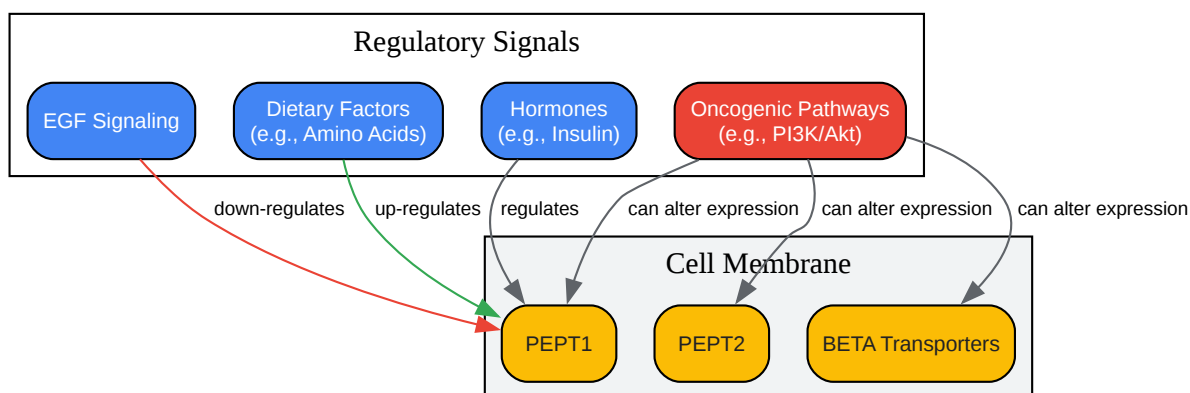 Regulatory Signals
EGF Signaling
Dietary Factors
(e.g., Amino Acids)
Hormones
(e.g., Insulin)
Oncogenic Pathways
(e.g., PI3K/Akt)
down-regulates
up-regulates
regulates
can alter expression
can alter expression
can alter expression
Cell Membrane
PEPT1
PEPT2
BETA Transporters